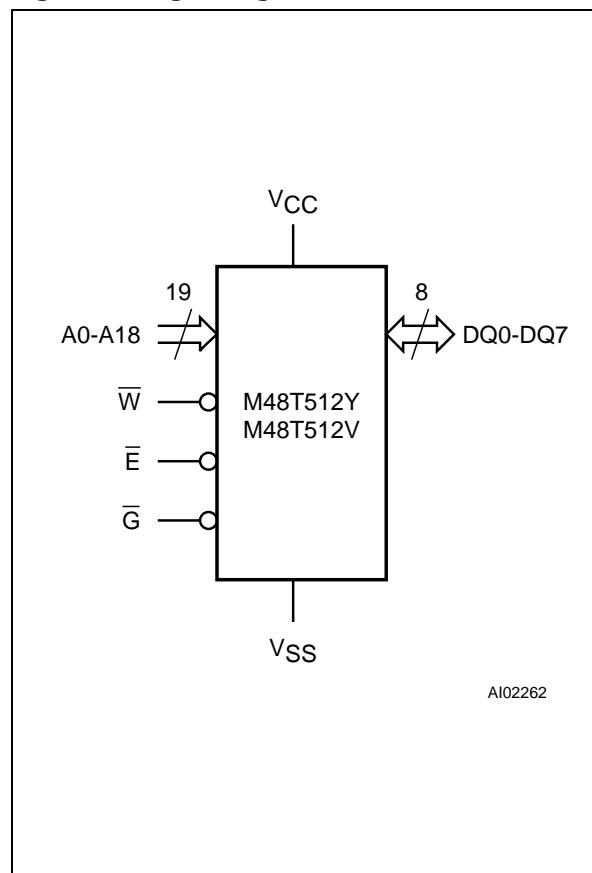 VCC
19
8
A0-A18
DQ0-DQ7
W̅
M48T512Y
M48T512V
E̅
G̅
VSS
AI02262